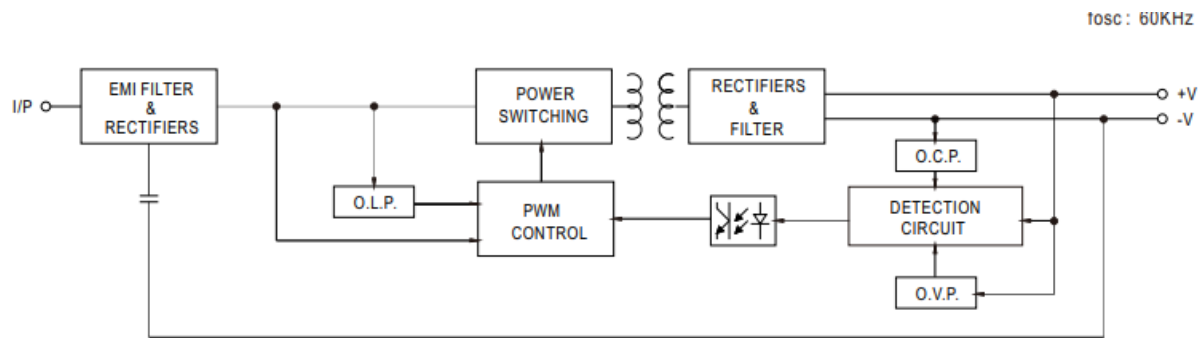 fosc : 60KHz
I/P
EMI FILTER
&
RECTIFIERS
POWER
SWITCHING
RECTIFIERS
&
FILTER
+V
-V
O.C.P.
O.L.P.
PWM
CONTROL
DETECTION
CIRCUIT
O.V.P.